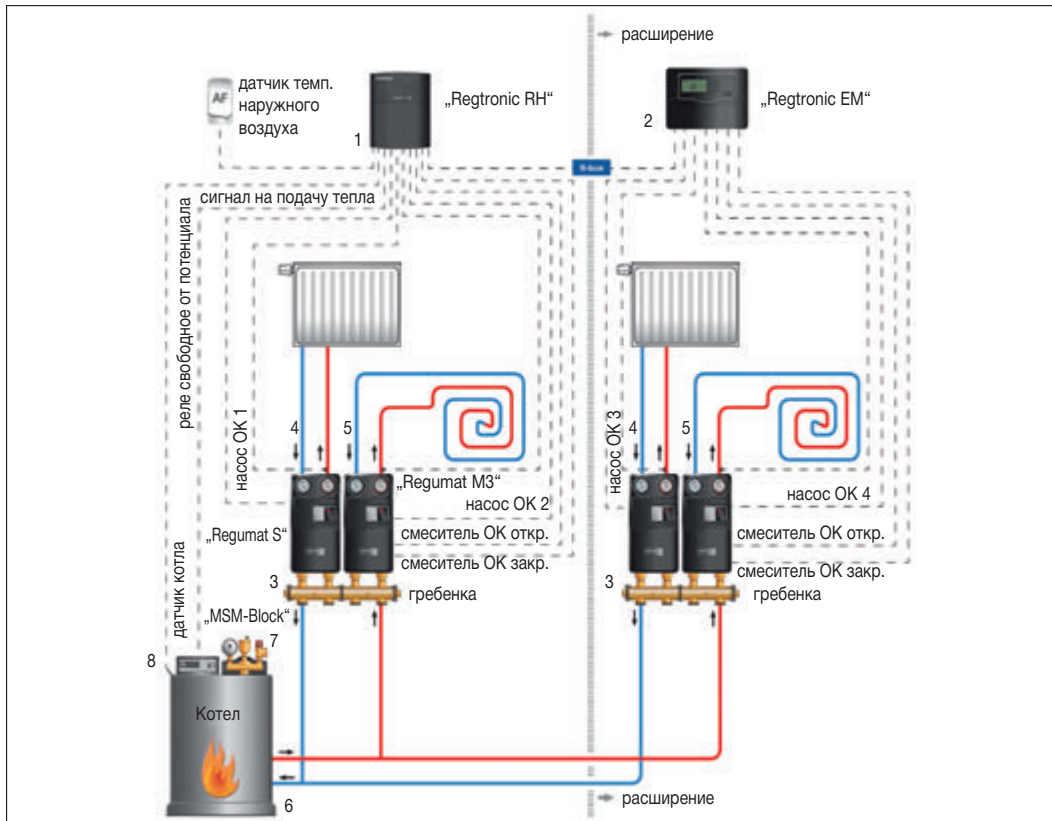 расширение
AF
датчик темп.
наружного
воздуха
„Regtronic RH“
1
„Regtronic EM“
2
S-bus
сигнал на подачу тепла
реле свободное от потенциала
насос ОК 1
4
5
„Regumat M3“
насос ОК 2
„Regumat S“
смеситель ОК откр.
смеситель ОК закр.
3
гребенка
насос ОК 3
4
5
насос ОК 4
смеситель ОК откр.
смеситель ОК закр.
3
гребенка
датчик котла
„MSM-Block“
7
8
Котел
6
расширение